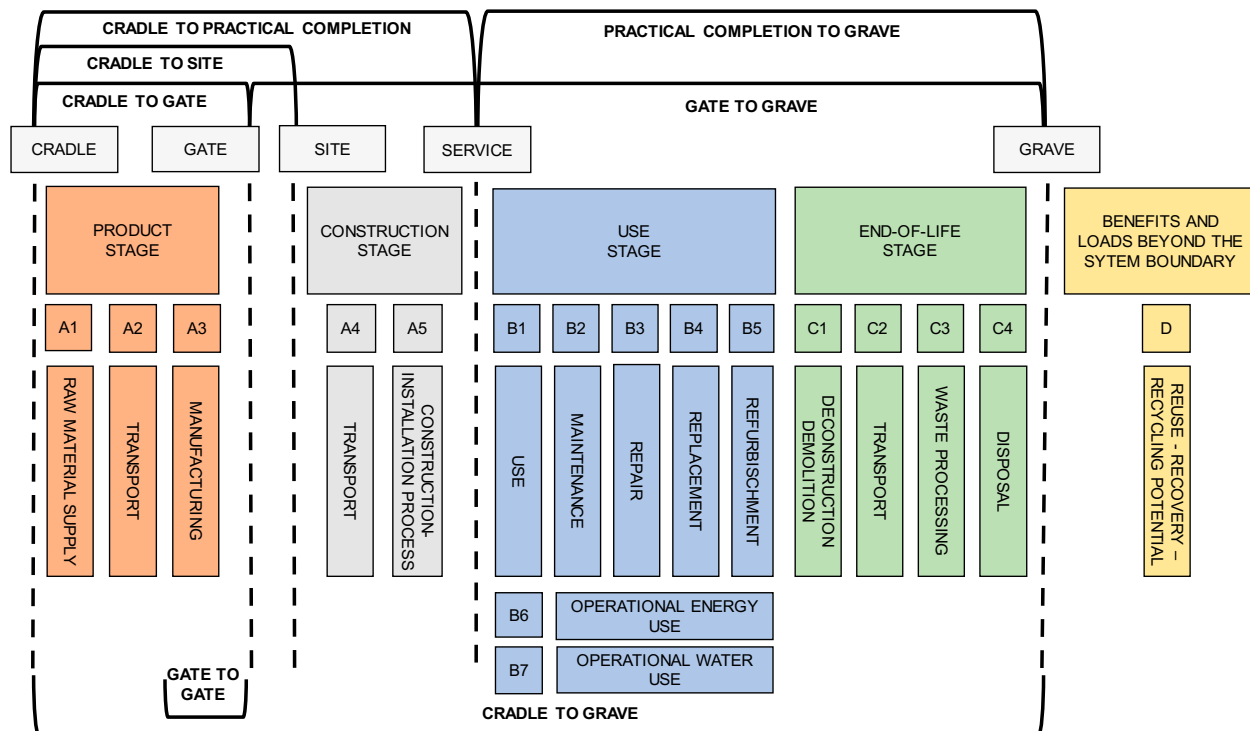 CRADLE TO PRACTICAL COMPLETION
PRACTICAL COMPLETION TO GRAVE
CRADLE TO SITE
CRADLE TO GATE
GATE TO GRAVE
CRADLE
GATE
SITE
SERVICE
GRAVE
PRODUCT
STAGE
CONSTRUCTION
STAGE
USE
STAGE
END-OF-LIFE
STAGE
BENEFITS AND
LOADS BEYOND THE
SYTEM BOUNDARY
A1
A2
A3
A4
A5
B1
B2
B3
B4
B5
C1
C2
C3
C4
D
RAW MATERIAL SUPPLY
TRANSPORT
MANUFACTURING
TRANSPORT
CONSTRUCTION-
INSTALLATION PROCESS
USE
MAINTENANCE
REPAIR
REPLACEMENT
REFURBISCHMENT
DECONSTRUCTION
DEMOLITION
TRANSPORT
WASTE PROCESSING
DISPOSAL
REUSE - RECOVERY –
RECYCLING POTENTIAL
B6
OPERATIONAL ENERGY
USE
B7
OPERATIONAL WATER
USE
GATE TO
GATE
CRADLE TO GRAVE